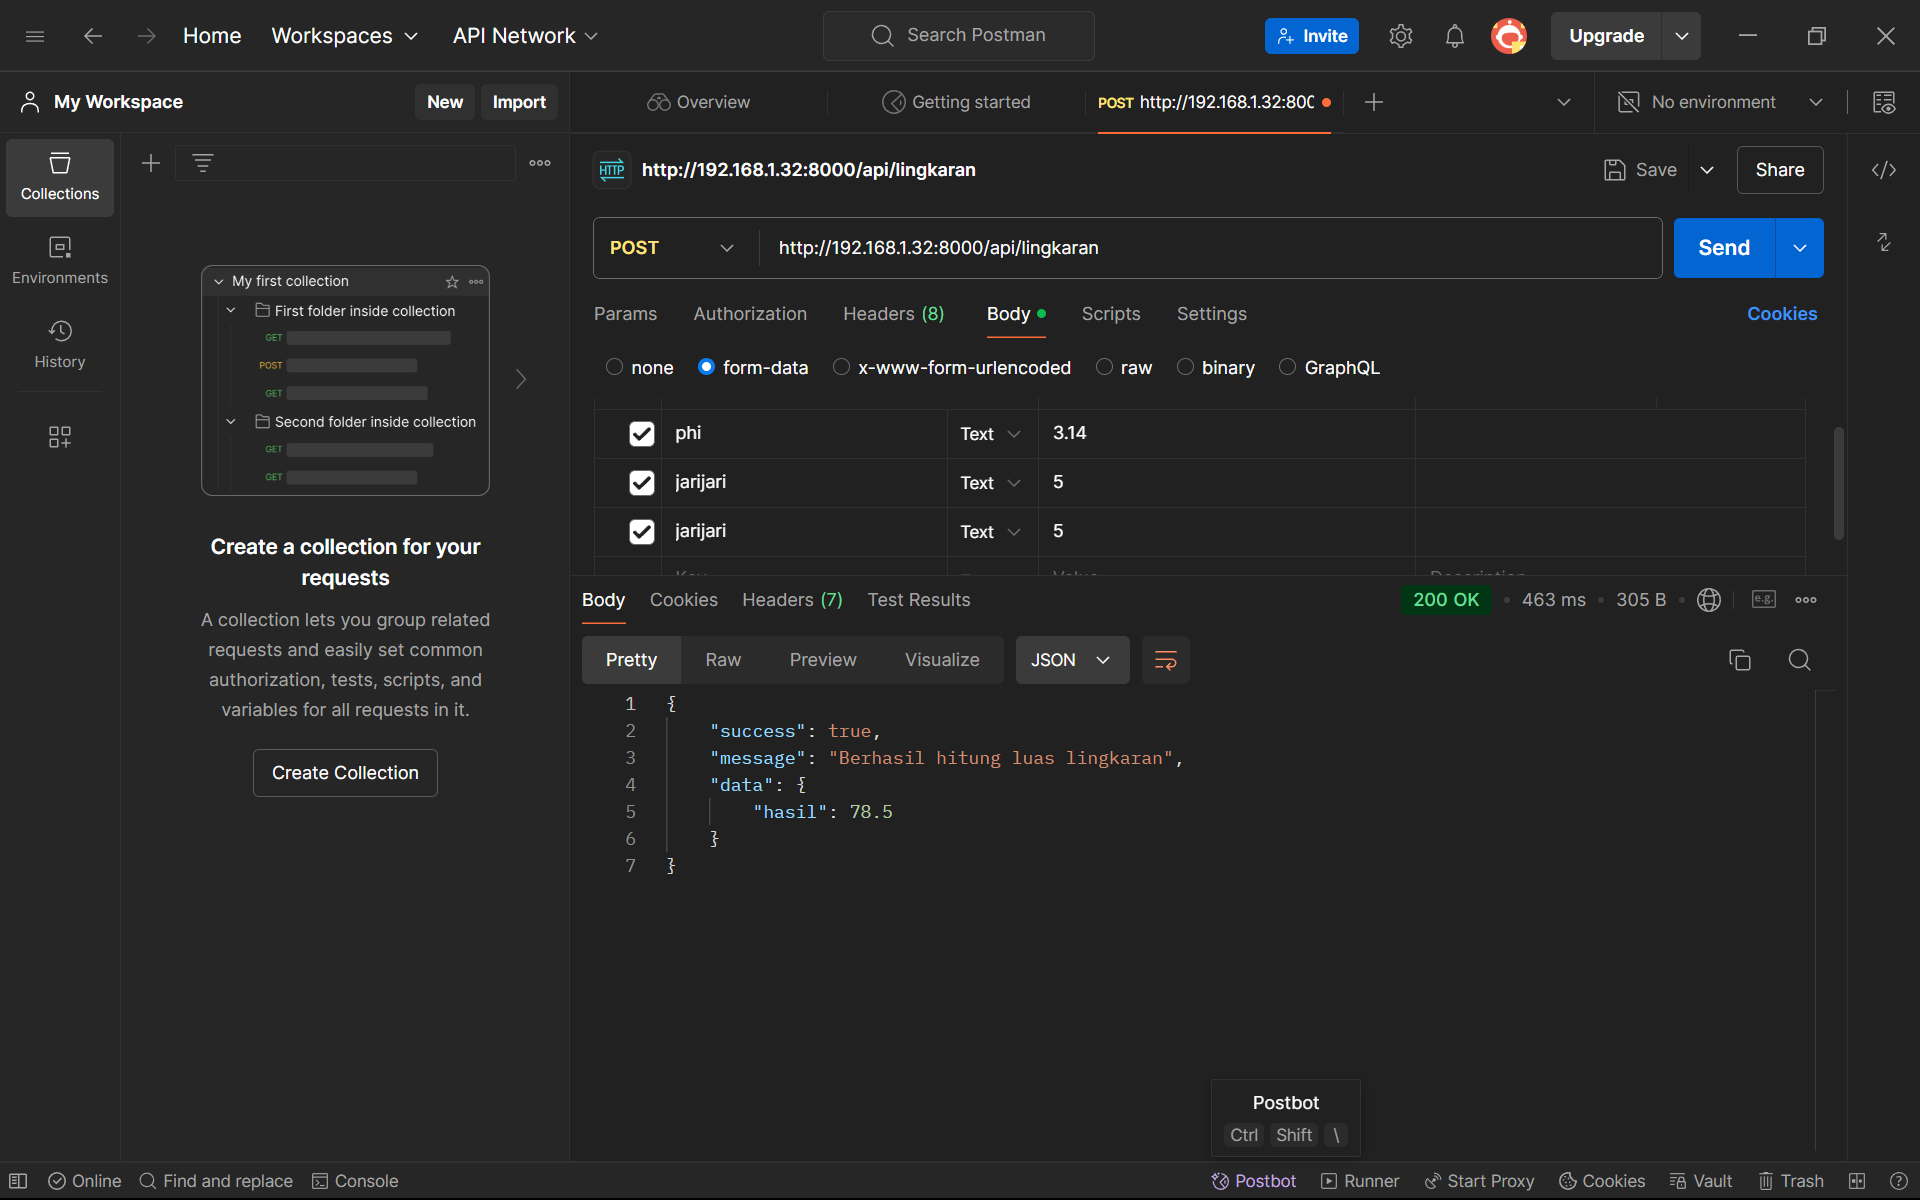 Home Workspaces API Network Search Postman Invite Upgrade
My Workspace New Import Overview Getting started POST http://192.168.1.32:800 No environment
Collections
Environments
History
My first collection
First folder inside collection
GET
POST
GET
Second folder inside collection
GET
GET
Create a collection for your
requests
A collection lets you group related
requests and easily set common
authorization, tests, scripts, and
variables for all requests in it.
Create Collection
HTTP http://192.168.1.32:8000/api/lingkaran Save Share
POST http://192.168.1.32:8000/api/lingkaran Send
Params Authorization Headers (8) Body Scripts Settings Cookies
none form-data x-www-form-urlencoded raw binary GraphQL
phi Text 3.14
jarijari Text 5
jarijari Text 5
Body Cookies Headers (7) Test Results 200 OK 463 ms 305 B e.g.
Pretty Raw Preview Visualize JSON
1 {
2 "success": true,
3 "message": "Berhasil hitung luas lingkaran",
4 "data": {
5 "hasil": 78.5
6 }
7 }
Postbot
Ctrl Shift \
Online Find and replace Console Postbot Runner Start Proxy Cookies Vault Trash